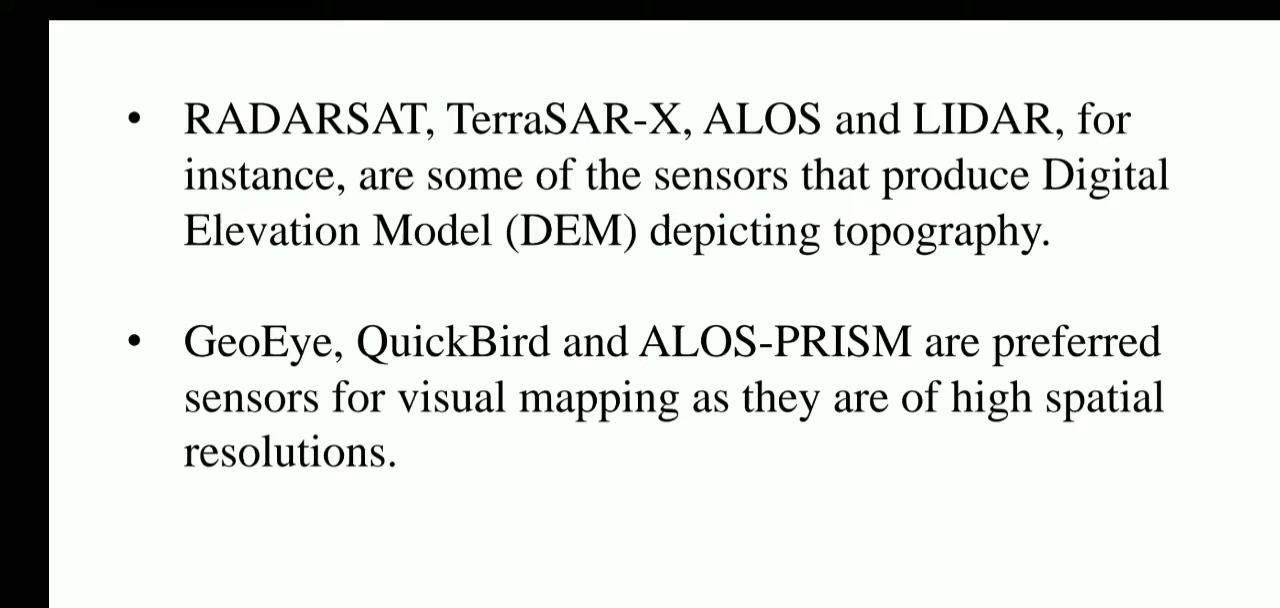 • RADARSAT, TerraSAR-X, ALOS and LIDAR, for
instance, are some of the sensors that produce Digital
Elevation Model (DEM) depicting topography.
• GeoEye, QuickBird and ALOS-PRISM are preferred
sensors for visual mapping as they are of high spatial
resolutions.